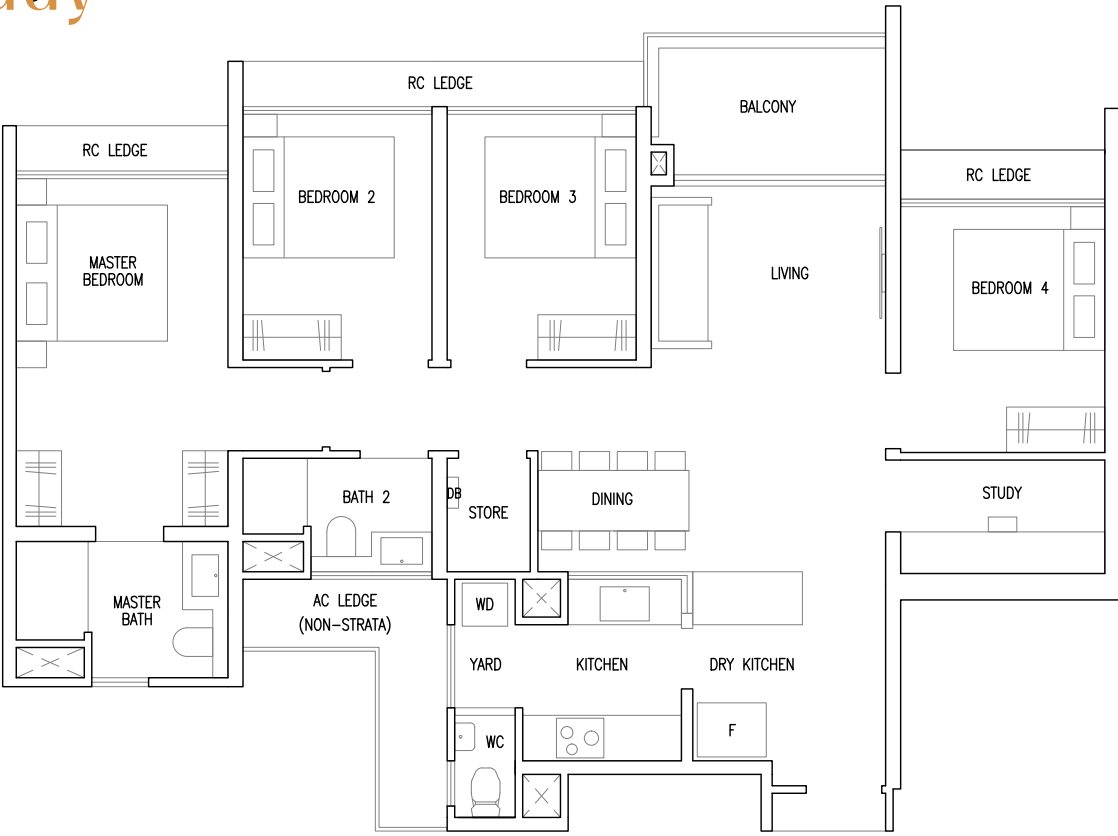 RC LEDGE
BALCONY
RC LEDGE
RC LEDGE
BEDROOM 2
BEDROOM 3
MASTER
BEDROOM
LIVING
BEDROOM 4
BATH 2
DB
STORE
DINING
STUDY
MASTER
BATH
AC LEDGE
(NON-STRATA)
WD
YARD
KITCHEN
DRY KITCHEN
WC
F